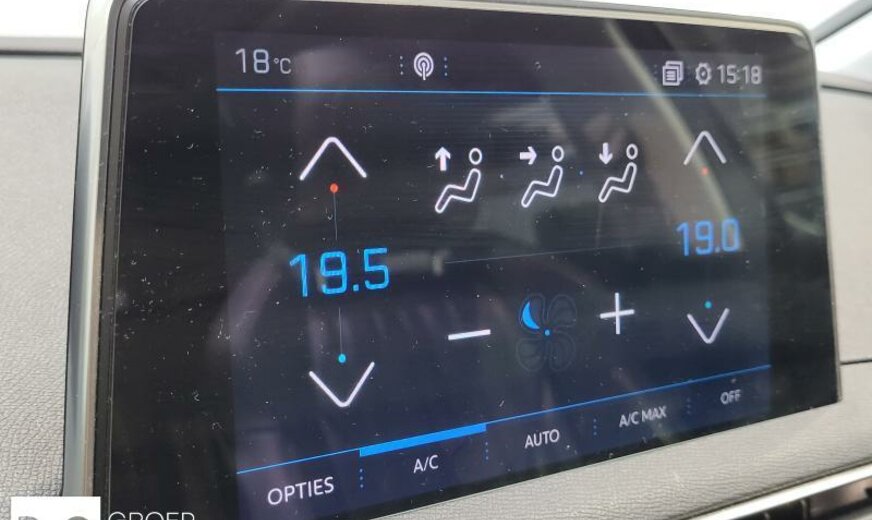 18°C
15:18
19.5
19.0
OPTIES
A/C
AUTO
A/C MAX
OFF
GROEP